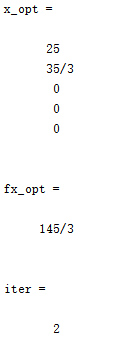 x_opt =
25
35/3
0
0
0
fx_opt =
145/3
iter =
2